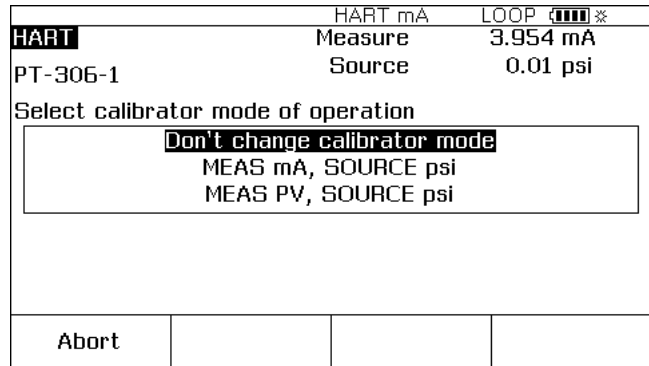 HART mA LOOP
HART Measure 3.954 mA
PT-306-1 Source 0.01 psi
Select calibrator mode of operation
Don't change calibrator mode
MEAS mA, SOURCE psi
MEAS PV, SOURCE psi
Abort